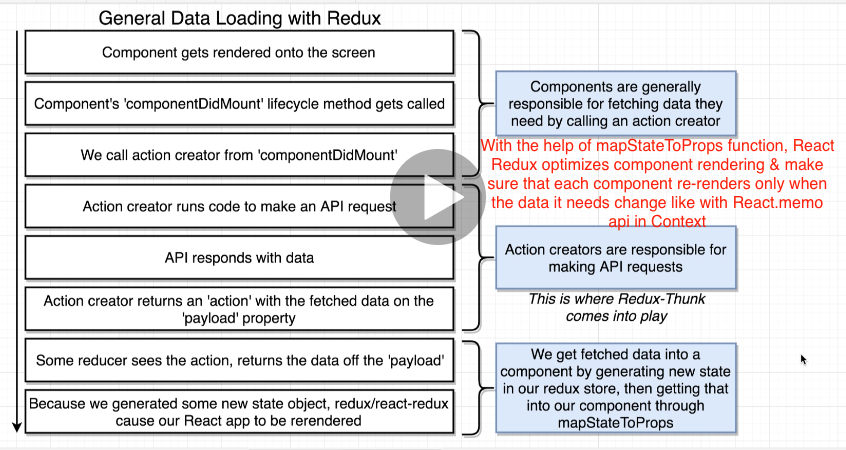 General Data Loading with Redux
Component gets rendered onto the screen
Component's 'componentDidMount' lifecycle method gets called
We call action creator from 'componentDidMount'
Action creator runs code to make an API request
API responds with data
Action creator returns an 'action' with the fetched data on the
'payload' property
Some reducer sees the action, returns the data off the 'payload'
Because we generated some new state object, redux/react-redux
cause our React app to be rerendered
Components are generally
responsible for fetching data they
need by calling an action creator
With the help of mapStateToProps function, React
Redux optimizes component rendering & make
sure that each component re-renders only when
the data it needs change like with React.memo
api in Context
Action creators are responsible for
making API requests
This is where Redux-Thunk
comes into play
We get fetched data into a
component by generating new state
in our redux store, then getting that
into our component through
mapStateToProps